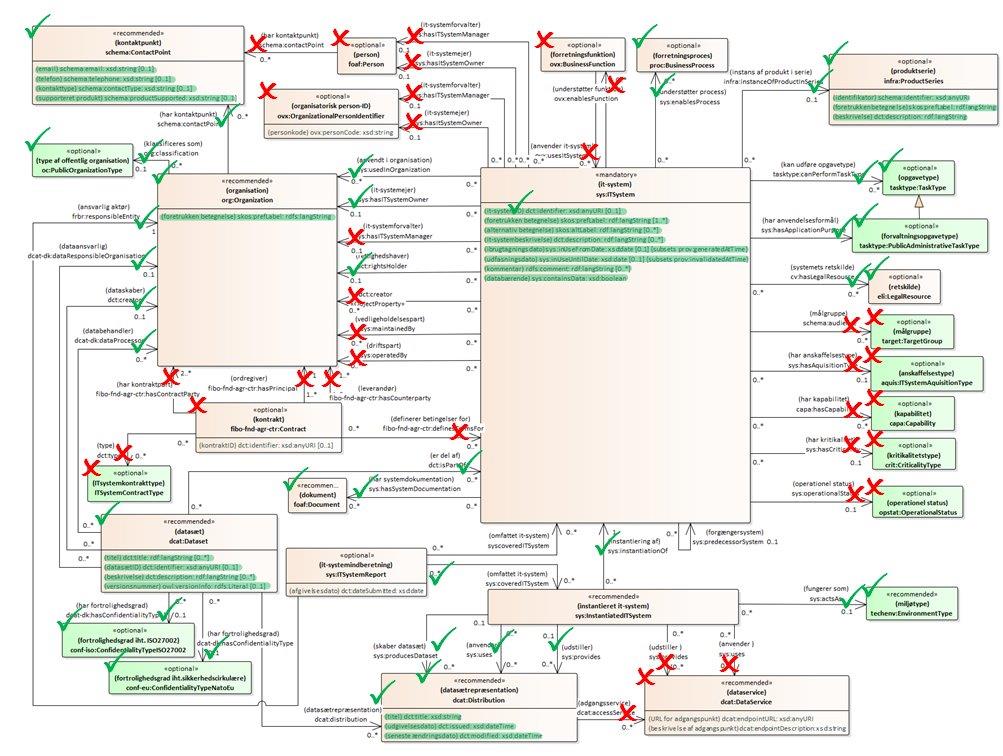 «recommended»
(kontaktpunkt)
schema:ContactPoint
(email) schema:email: xsd:string [0..1]
(telefon) schema:telephone: xsd:string [0..1]
(kontakttype) schema:contactType: xsd:string [0..1]
(supporteret produkt) schema:productSupported: xsd:string [0..1]
(har kontaktpunkt)
schema:contactPoint
«optional»
(person)
foaf:Person
(it-systemforvalter)
sys:hasITSystemManager
(it-systemejer)
sys:hasItSystemOwner
«optional»
(organisatorisk person-ID)
ovx:OrganizationalPersonIdentifier
(personkode) ovx:personCode: xsd:string
(it-systemforvalter)
sys:hasITSystemManager
(it-systemejer)
sys:hasItSystemOwner
«optional»
(forretningsfunktion)
ovx:BusinessFunction
(understøtter
ovx:enablesFunction
«optional»
(forretningsproces)
proc:BusinessProcess
(understøtter process)
sys:enablesProcess
(instans af produkt i serie)
infra:instanceOfProductInSerie
«optional»
(produktserie)
infra:ProductSeries
(identifikator) schema:identifier: xsd:anyURI
(foretrukken betegnelse) skos:prefLabel: rdf:langString
(beskrivelse) dct:description: rdf:langString
(har kontaktpunkt)
schema:contactPoint
«optional»
(type af offentlig organisation)
oc:PublicOrganizationType
(klassificeres som)
org:classification
(anvender it-system)
ovx:usesItSystem
«recommended»
(organisation)
org:Organization
(foretrukken betegnelse) skos:prefLabel: rdfs:langString
(anvendt i organisation)
sys:usedInOrganization
(it-systemejer)
sys:hasITSystemOwner
(it-systemforvalter)
sys:hasITSystemManager
(rettighedshaver)
dct:rightsHolder
dct:creator
«objectProperty»
(vedligeholdelsespart)
sys:maintainedBy
(driftspart)
sys:operatedBy
(ansvarlig aktør)
frbr:responsibleEntity
(dataansvarlig)
dcat-dk:dataResponsibleOrganisation
(dataskaber)
dct:creator
(databehandler)
dcat-dk:dataProcessor
«mandatory»
(it-system)
sys:ITSystem
(it-systemID) dct:identifier: xsd:anyURI [0..1]
(foretrukken betegnelse) skos:prefLabel: rdf:langString [1..*]
(alternativ betegnelse) skos:altLabel: rdf:langString [0..*]
(it-systembeskrivelse) dct:description: rdf:langString [0..*]
(ibrugtagningsdato) sys:inUseFromDate: xsd:date [0..1] {subsets prov:generatedAtTime}
(udfasningsdato) sys:inUseUntilDate: xsd:date [0..1] {subsets prov:invalidatedAtTime}
(kommentar) rdfs:comment: rdf:langString [0..*]
(databærende) sys:containsData: xsd:boolean
(kan udføre opgavetype)
tasktype:canPerformTaskType
«optional»
(opgavetype)
tasktype:TaskType
(har anvendelsesformål)
sys:hasApplicationPurpose
«optional»
(forvaltningsopgavetype)
tasktype:PublicAdministrativeTaskType
(systemets retskilde)
cv:hasLegalResource
«optional»
(retskilde)
eli:LegalResource
(målgruppe)
schema:audience
«optional»
(målgruppe)
target:TargetGroup
(har anskaffelsestype)
sys:hasAquisitionType
«optional»
(anskaffelsestype)
aquis:ITSystemAquisitionType
(har kapabilitet)
capa:hasCapability
«optional»
(kapabilitet)
capa:Capability
(har kritikalitet)
sys:hasCriticality
«optional»
(kritikalitetstype)
crit:CriticalityType
(operationel status)
sys:operationalStatus
«optional»
(operationel status)
opstat:OperationalStatus
(har kontraktpart)
fibo-fnd-agr-ctr:hasContractParty
(ordregiver)
fibo-fnd-agr-ctr:hasPrincipal
(leverandør)
fibo-fnd-agr-ctr:hasCounterparty
«optional»
(kontrakt)
fibo-fnd-agr-ctr:Contract
(kontraktID) dct:identifier: xsd:anyURI [0..1]
(definerer betingelser for)
fibo-fnd-agr-ctr:definesTermsFor
(type)
dct:type
«optional»
(ITsystemkontrakttype)
ITSystemContractType
(er del af)
dct:isPartOf
(har systemdokumentation)
sys:hasSystemDocumentation
«recommen...
(dokument)
foaf:Document
«recommended»
(datasæt)
dcat:Dataset
(titel) dct:title: rdf:langString [0..*]
(datasætID) dct:identifier: xsd:anyURI [0..1]
(beskrivelse) dct:description: rdf:langString [0..*]
(versionsnummer) owl:versionInfo: rdfs:Literal [0..1]
«optional»
(it-systemindberetning)
sys:ITSystemReport
(afgivelsesdato) dct:dateSubmitted: xsd:date
(omfattet it-system)
sys:coveredITSystem
(instantiering af)
sys:instantiationOf
(forgængersystem)
sys:predecessorSystem 0..1
(omfattet it-system)
sys:coveredITSystem
«recommended»
(instantieret it-system)
sys:InstantiatedITSystem
(fungerer som)
sys:actsAs
«recommended»
(miljøtype)
techenv:EnvironmentType
(har fortrolighedsgrad)
dcat-dk:hasConfidentialityType
«optional»
(fortrolighedsgrad iht. ISO27002)
conf-iso:ConfidentialityTypeISO27002
(har fortrolighedsgrad)
dcat-dk:hasConfidentialityType
«optional»
(fortrolighedsgrad iht.sikkerhedscirkulære)
conf-eu:ConfidentialityTypeNatoEu
(skaber datasæt)
sys:producesDataset
(anvender)
sys:uses
(udstiller)
sys:provides
(udstiller )
sys:provides
(anvender )
sys:uses
(datasætrepræsentation)
dcat:distribution
«recommended»
(datasætrepræsentation)
dcat:Distribution
(titel) dct:title: xsd:string
(udgivelsesdato) dct:issued: xsd:dateTime
(seneste ændringsdato) dct:modified: xsd:dateTime
(adgangsservice)
dcat:accessService
«recommended»
(dataservice)
dcat:DataService
(URL for adgangspunkt) dcat:endpointURL: xsd:anyURI
(beskrivelse af adgangspunkt)dcat:endpointDescription:xsd:string